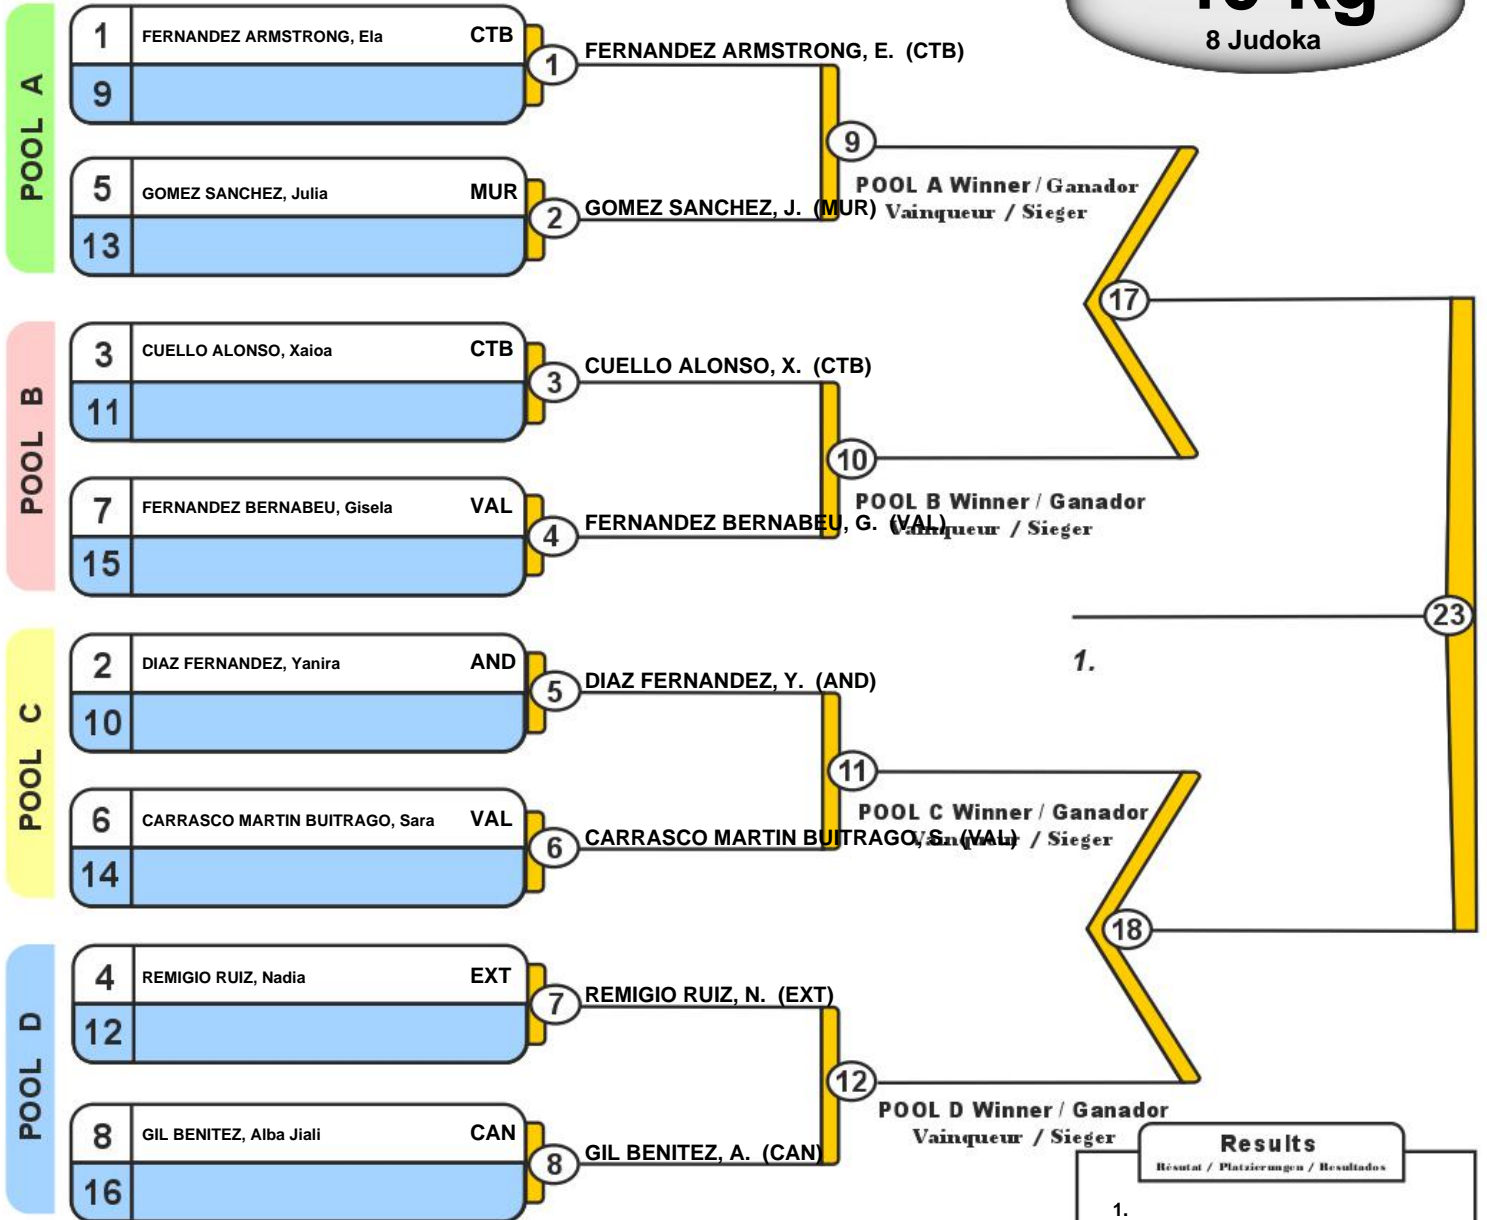 kg
8 Judoka
POOL A
1 FERNANDEZ ARMSTRONG, Ela CTB
9
1 FERNANDEZ ARMSTRONG, E. (CTB)
5 GOMEZ SANCHEZ, Julia MUR
13
2 GOMEZ SANCHEZ, J. (MUR)
9
POOL A Winner / Ganador
Vainqueur / Sieger
POOL B
3 CUELLO ALONSO, Xaioa CTB
11
3 CUELLO ALONSO, X. (CTB)
7 FERNANDEZ BERNABEU, Gisela VAL
15
4 FERNANDEZ BERNABEU, G. (VAL)
10
POOL B Winner / Ganador
Vainqueur / Sieger
17
23
1.
POOL C
2 DIAZ FERNANDEZ, Yanira AND
10
5 DIAZ FERNANDEZ, Y. (AND)
6 CARRASCO MARTIN BUITRAGO, Sara VAL
14
6 CARRASCO MARTIN BUITRAGO, S. (VAL)
11
POOL C Winner / Ganador
Vainqueur / Sieger
18
POOL D
4 REMIGIO RUIZ, Nadia EXT
12
7 REMIGIO RUIZ, N. (EXT)
8 GIL BENITEZ, Alba Jiali CAN
16
8 GIL BENITEZ, A. (CAN)
12
POOL D Winner / Ganador
Vainqueur / Sieger
Results
Résutat / Platzierungen / Resultados
1.